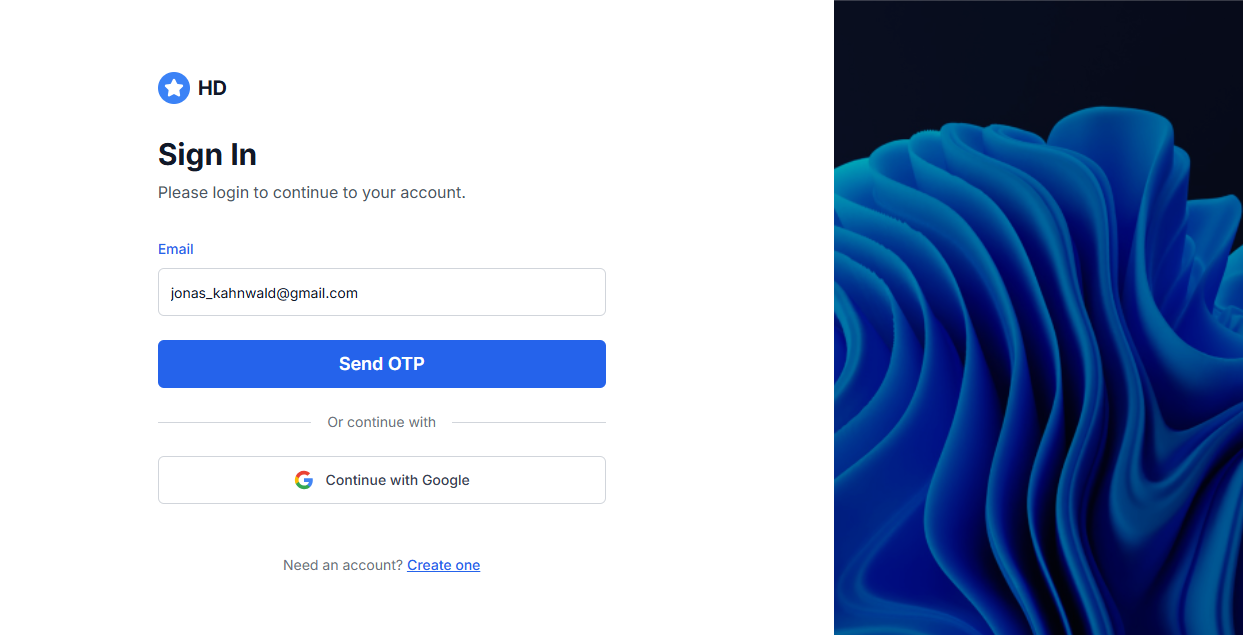 HD
Sign In
Please login to continue to your account.
Email
jonas_kahnwald@gmail.com
Send OTP
Or continue with
Continue with Google
Need an account? Create one